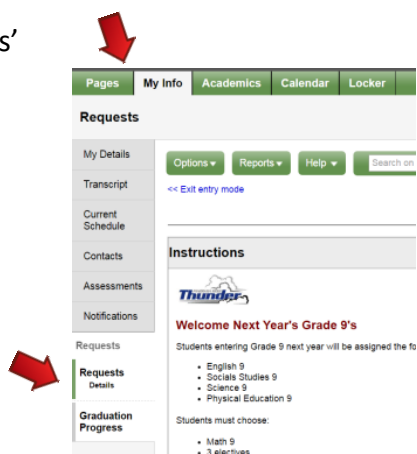 s’
Pages My Info Academics Calendar Locker
Requests
My Details
Options Reports Help Search on
Transcript
<< Exit entry mode
Current
Schedule
Contacts
Instructions
Assessments
Thunder
Notifications
Welcome Next Year's Grade 9's
Requests
Students entering Grade 9 next year will be assigned the fo
Requests
Details
English 9
Socials Studies 9
Science 9
Physical Education 9
Graduation
Progress
Students must choose:
Math 9
3 electives